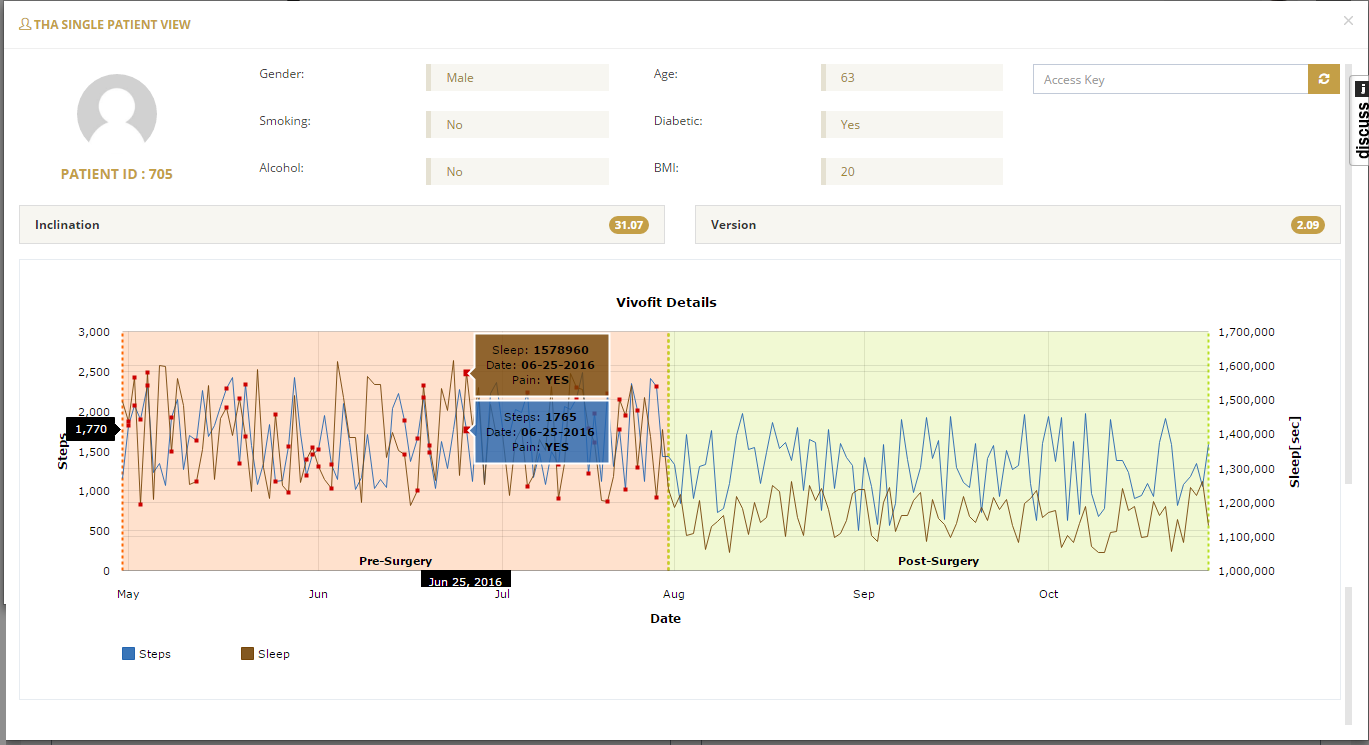 THA SINGLE PATIENT VIEW
×
Gender:
Male
Age:
63
Access Key
Smoking:
No
Diabetic:
Yes
Alcohol:
No
BMI:
20
PATIENT ID : 705
i discuss
Inclination
31.07
Version
2.09
Vivofit Details
3,000
2,500
2,000
1,500
1,000
500
0
Steps
1,770
Sleep: 1578960
Date: 06-25-2016
Pain: YES
Steps: 1765
Date: 06-25-2016
Pain: YES
Pre-Surgery
Post-Surgery
1,700,000
1,600,000
1,500,000
1,400,000
1,300,000
1,200,000
1,100,000
1,000,000
Sleep[sec]
Jun 25, 2016
May
Jun
Jul
Aug
Sep
Oct
Date
Steps
Sleep